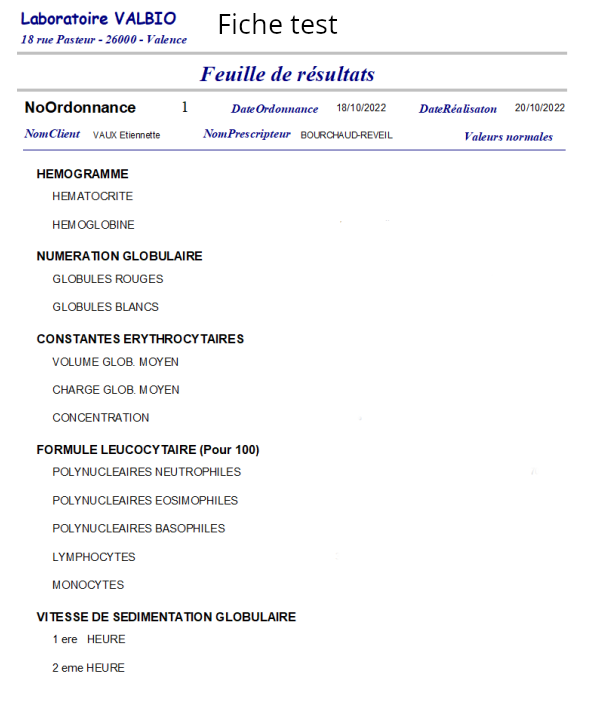 Laboratoire VALBIO Fiche test
18 rue Pasteur - 26000 - Valence
Feuille de résultats
NoOrdonnance 1 DateOrdonnance 18/10/2022 DateRéalisaton 20/10/2022
NomClient VAUX Etiennette NomPrescripteur BOURCHAUD-REVEIL Valeurs normales
HEMOGRAMME
HEMATOCRITE
HEMOGLOBINE
NUMERATION GLOBULAIRE
GLOBULES ROUGES
GLOBULES BLANCS
CONSTANTES ERYTHROCYTAIRES
VOLUME GLOB. MOYEN
CHARGE GLOB. MOYEN
CONCENTRATION
FORMULE LEUCOCYTAIRE (Pour 100)
POLYNUCLEAIRES NEUTROPHILES
POLYNUCLEAIRES EOSIMOPHILES
POLYNUCLEAIRES BASOPHILES
LYMPHOCYTES
MONOCYTES
VITESSE DE SEDIMENTATION GLOBULAIRE
1 ere HEURE
2 eme HEURE